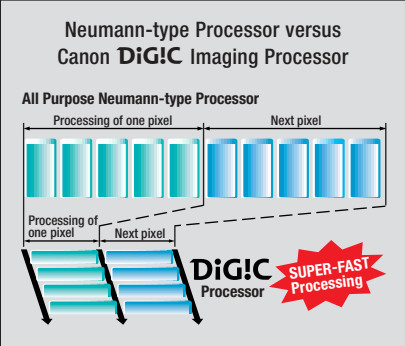 Neumann-type Processor versus
Canon DiG!C Imaging Processor
All Purpose Neumann-type Processor
Processing of one pixel Next pixel
Processing of
one pixel Next pixel
DiG!C
Processor
SUPER-FAST
Processing